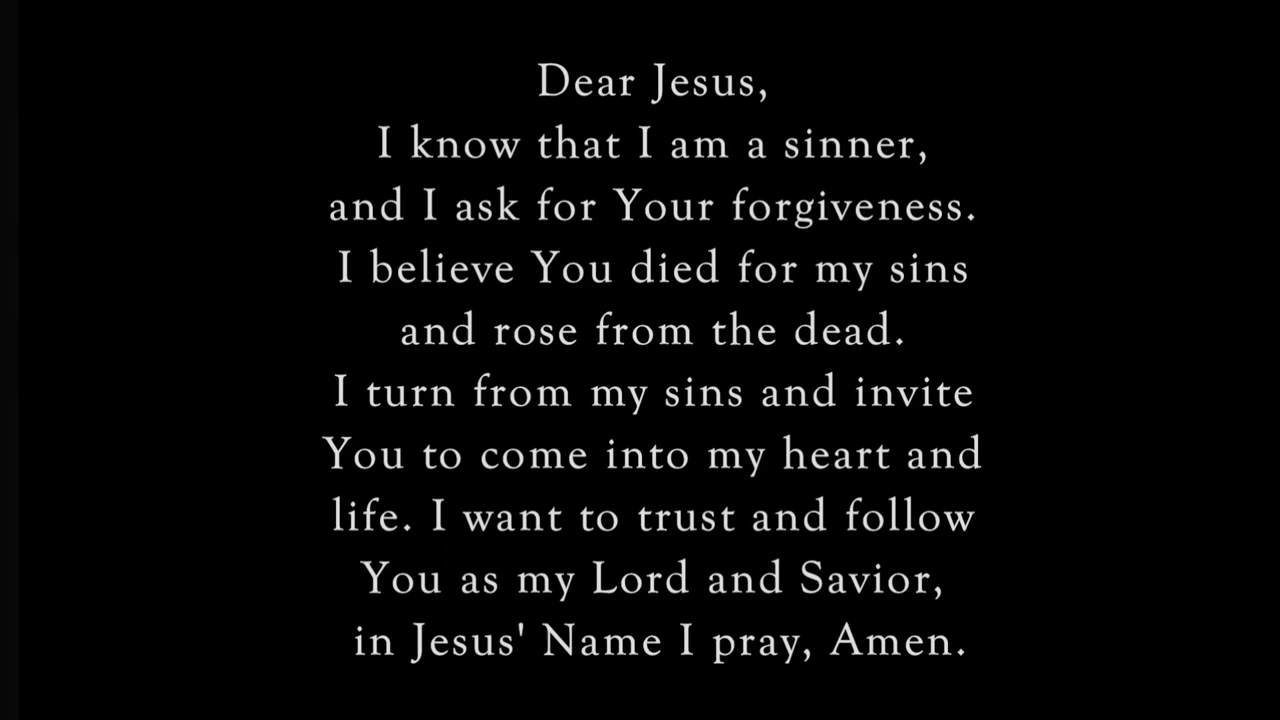 Dear Jesus,
I know that I am a sinner,
and I ask for Your forgiveness.
I believe You died for my sins
and rose from the dead.
I turn from my sins and invite
You to come into my heart and
life. I want to trust and follow
You as my Lord and Savior,
in Jesus' Name I pray, Amen.